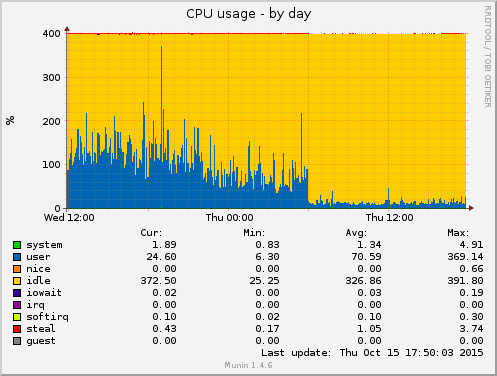 CPU usage - by day
RRDTOOL / TOBI OETIKER
%
400
300
200
100
0
Wed 12:00 Thu 00:00 Thu 12:00
Cur: Min: Avg: Max:
system 1.89 0.83 1.34 4.91
user 24.60 6.30 70.59 369.14
nice 0.00 0.00 0.00 0.66
idle 372.50 25.25 326.86 391.80
iowait 0.02 0.00 0.03 0.19
irq 0.00 0.00 0.00 0.00
softirq 0.10 0.02 0.10 0.30
steal 0.43 0.17 1.05 3.74
guest 0.00 0.00 0.00 0.00
Last update: Thu Oct 15 17:50:03 2015
Munin 1.4.6